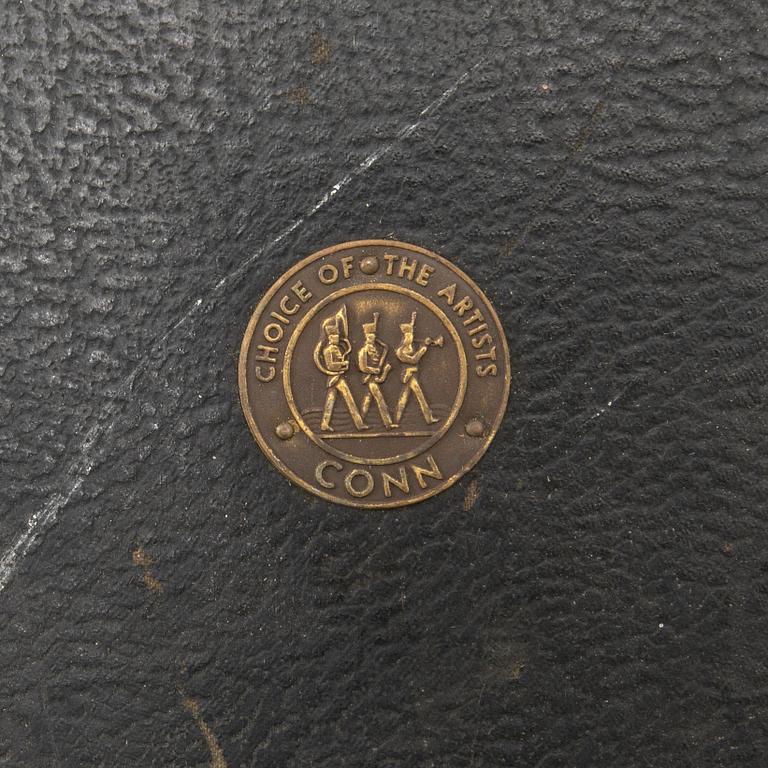 CHOICE OF THE ARTISTS
CONN